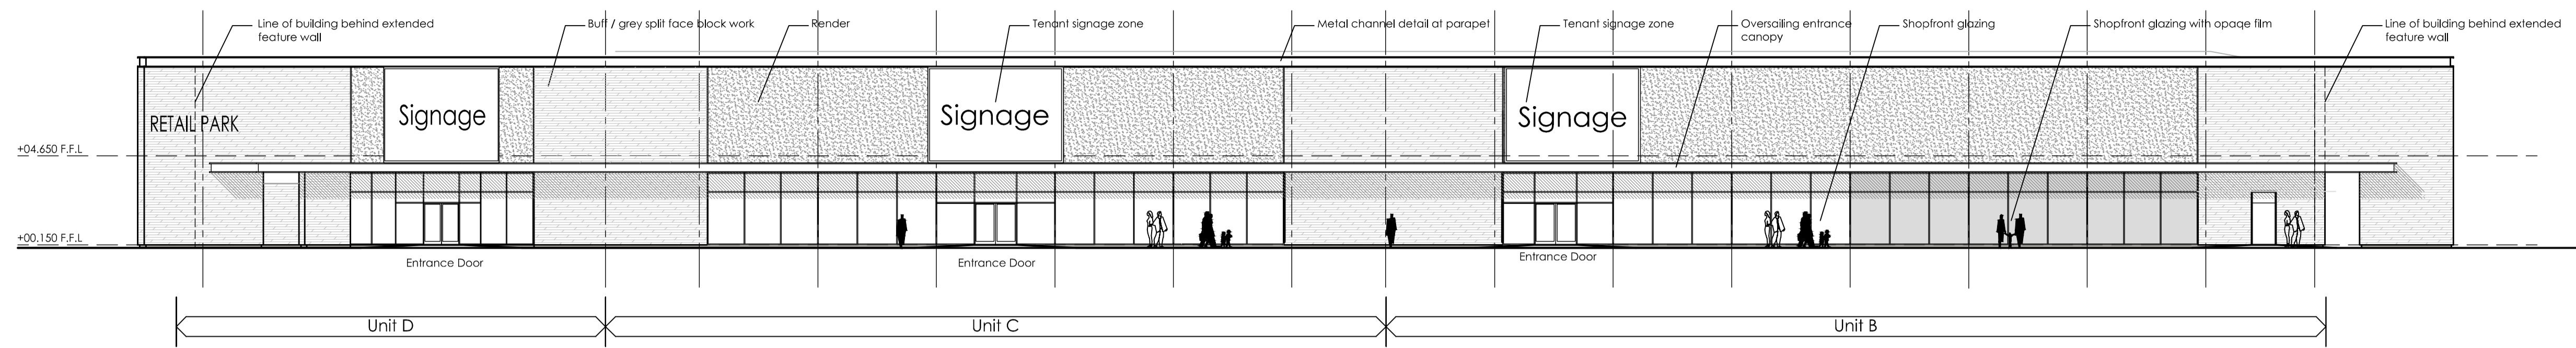 Line of building behind extended
feature wall
Buff / grey split face block work
Render
Tenant signage zone
Metal channel detail at parapet
Tenant signage zone
Oversailing entrance
canopy
Shopfront glazing
Shopfront glazing with opaqe film
Line of building behind extended
feature wall
RETAIL PARK
Signage
Signage
Signage
+04.650 F.F.L
+00.150 F.F.L
Entrance Door
Entrance Door
Entrance Door
Unit D
Unit C
Unit B